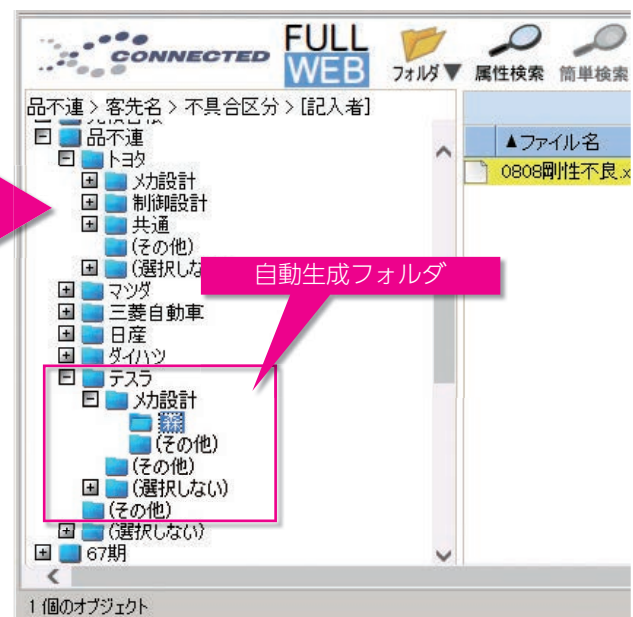 CONNECTED
FULL
WEB
フォルダ▼
属性検索
簡単検索
品不連 > 客先名 > 不具合区分 > [記入者]
品不連
トヨタ
メカ設計
制御設計
共通
(その他)
(選択しな
マツダ
三菱自動車
日産
ダイハツ
テスラ
メカ設計
森
(その他)
(その他)
(選択しない)
(その他)
(選択しない)
67期
自動生成フォルダ
▲ファイル名
0808剛性不良.x
1 個のオブジェクト